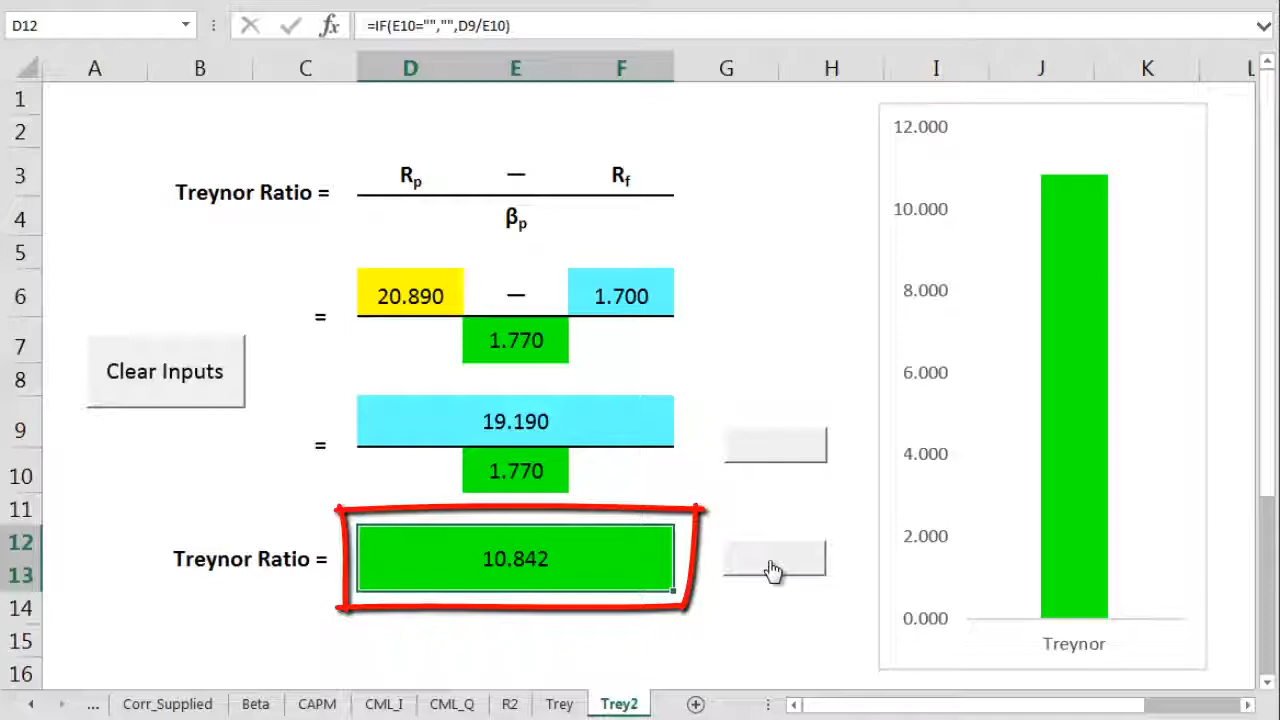 D12
fx
=IF(E10="","",D9/E10)
A B C D E F G H I J K L
1
2
3
4
5
6
7
8
9
10
11
12
13
14
15
16
Treynor Ratio =
Rp — Rf
βp
=
20.890 — 1.700
1.770
Clear Inputs
=
19.190
1.770
Treynor Ratio =
10.842
12.000
10.000
8.000
6.000
4.000
2.000
0.000
Treynor
... Corr_Supplied Beta CAPM CML_I CML_Q R2 Trey Trey2